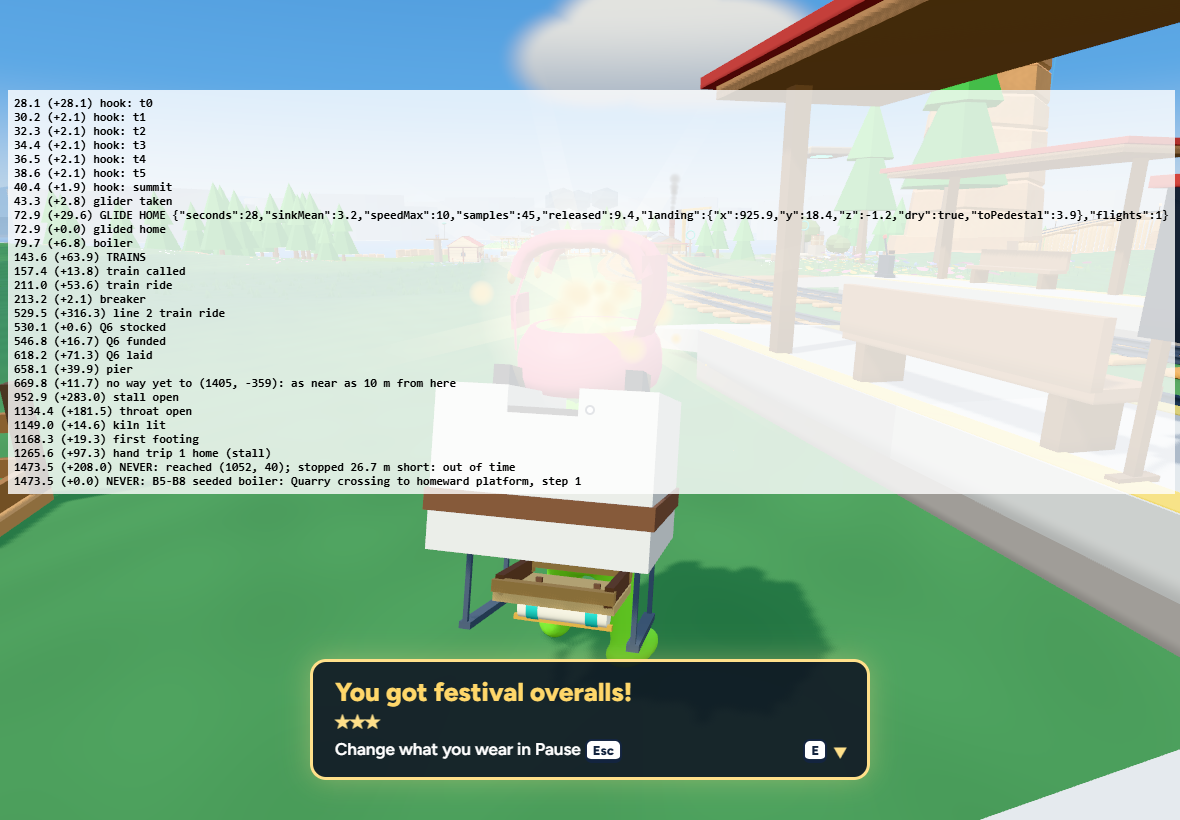 28.1 (+28.1) hook: t0
30.2 (+2.1) hook: t1
32.3 (+2.1) hook: t2
34.4 (+2.1) hook: t3
36.5 (+2.1) hook: t4
38.6 (+2.1) hook: t5
40.4 (+1.9) hook: summit
43.3 (+2.8) glider taken
72.9 (+29.6) GLIDE HOME {"seconds":28,"sinkMean":3.2,"speedMax":10,"samples":45,"released":9.4,"landing":{"x":925.9,"y":18.4,"z":-1.2,"dry":true,"toPedestal":3.9},"flights":1}
72.9 (+0.0) glided home
79.7 (+6.8) boiler
143.6 (+63.9) TRAINS
157.4 (+13.8) train called
211.0 (+53.6) train ride
213.2 (+2.1) breaker
529.5 (+316.3) line 2 train ride
530.1 (+0.6) Q6 stocked
546.8 (+16.7) Q6 funded
618.2 (+71.3) Q6 laid
658.1 (+39.9) pier
669.8 (+11.7) no way yet to (1405, -359): as near as 10 m from here
952.9 (+283.0) stall open
1134.4 (+181.5) throat open
1149.0 (+14.6) kiln lit
1168.3 (+19.3) first footing
1265.6 (+97.3) hand trip 1 home (stall)
1473.5 (+208.0) NEVER: reached (1052, 40); stopped 26.7 m short: out of time
1473.5 (+0.0) NEVER: B5-B8 seeded boiler: Quarry crossing to homeward platform, step 1
You got festival overalls!
★★★
Change what you wear in Pause Esc
E ▼